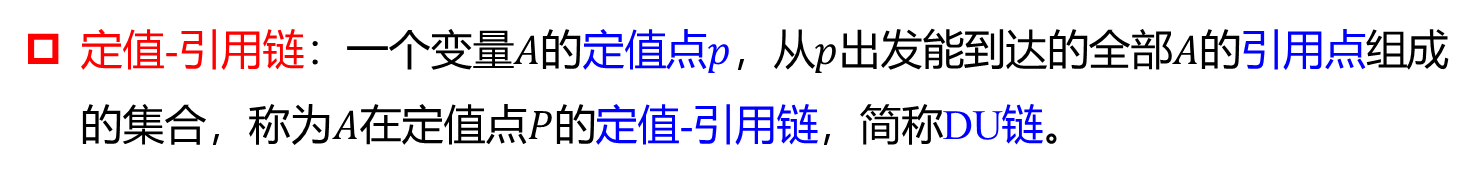 定值-引用链：一个变量A的定值点p，从p出发能到达的全部A的引用点组成
的集合，称为A在定值点P的定值-引用链，简称DU链。